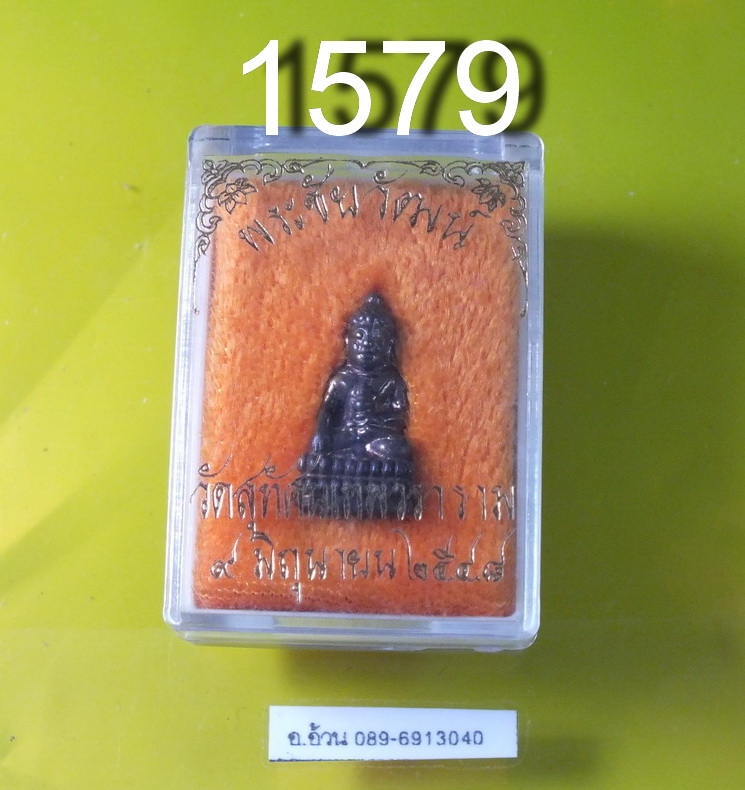 1579
พระชัยวัฒน์
วัดสุทัศน์เทพวราราม
๙ มิถุนายน ๒๕๔๘
อ.อ้วน 089-6913040